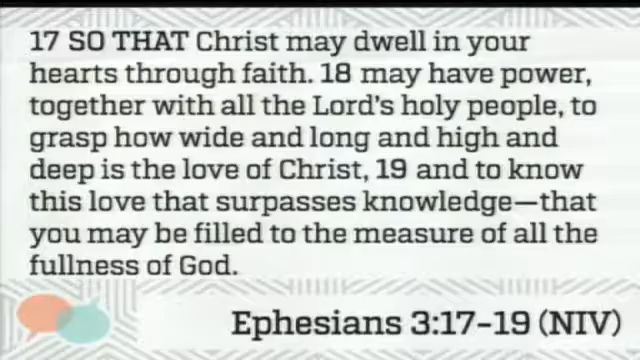 17 SO THAT Christ may dwell in your
hearts through faith. 18 may have power,
together with all the Lord's holy people, to
grasp how wide and long and high and
deep is the love of Christ, 19 and to know
this love that surpasses knowledge—that
you may be filled to the measure of all the
fullness of God.
Ephesians 3:17-19 (NIV)